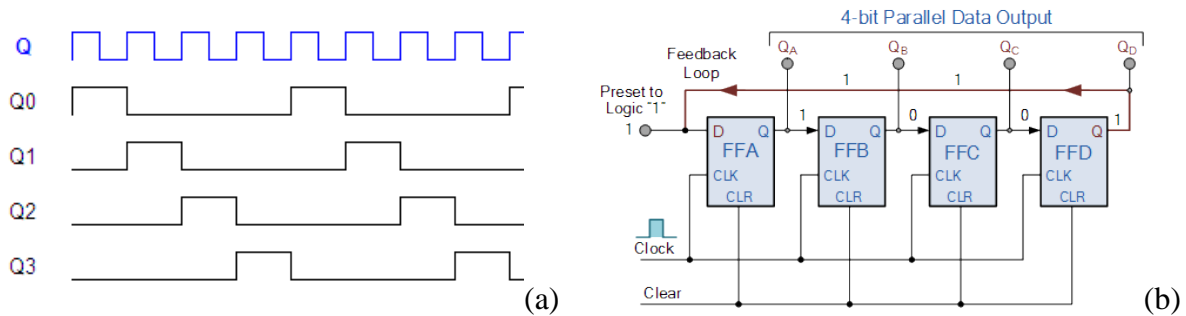 Q
Q0
Q1
Q2
Q3
(a)
4-bit Parallel Data Output
QA QB QC QD
Feedback
Loop
1 1
Preset to
Logic "1"
1 1 0 0 1
D Q D Q D Q D Q
FFA FFB FFC FFD
CLK CLK CLK CLK
CLR CLR CLR CLR
Clock
Clear
(b)